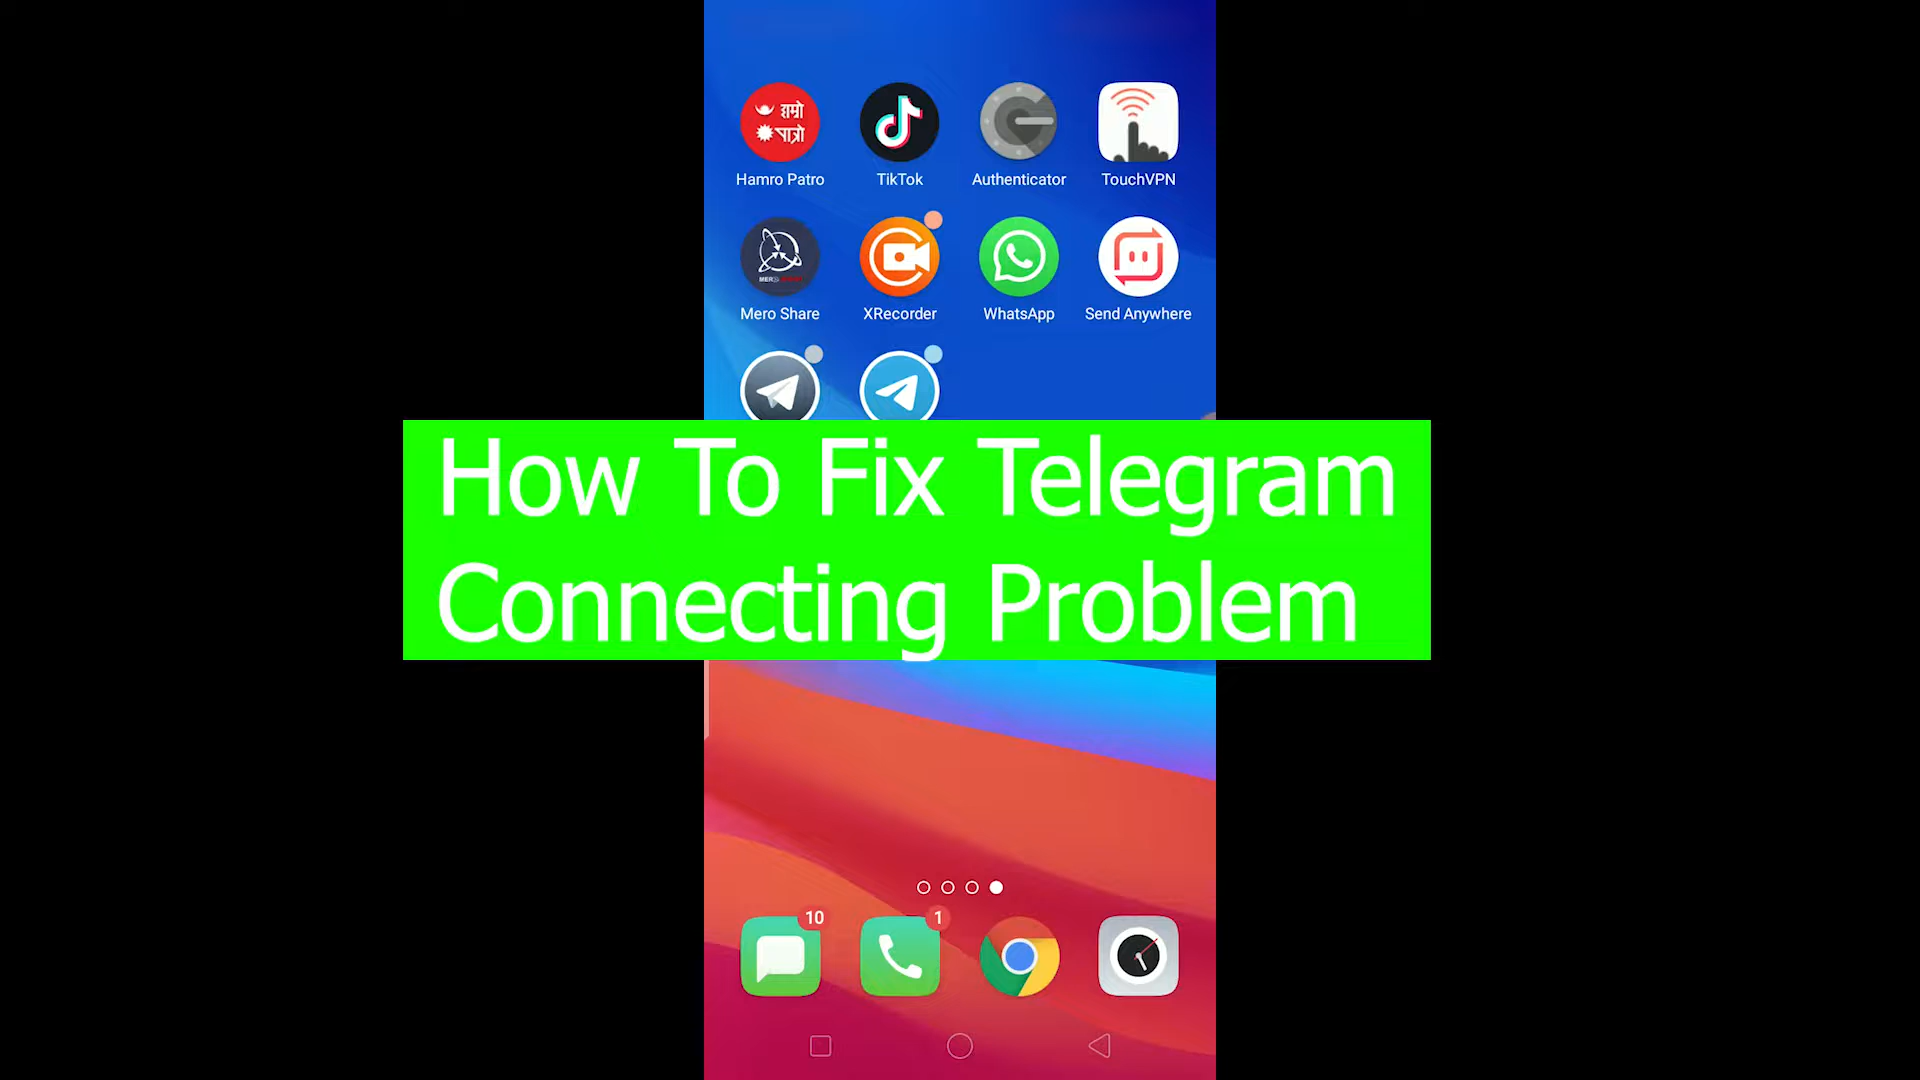 हाम्रो
पात्रो
Hamro Patro
TikTok
Authenticator
TouchVPN
Mero Share
XRecorder
WhatsApp
Send Anywhere
How To Fix Telegram
Connecting Problem
10
1